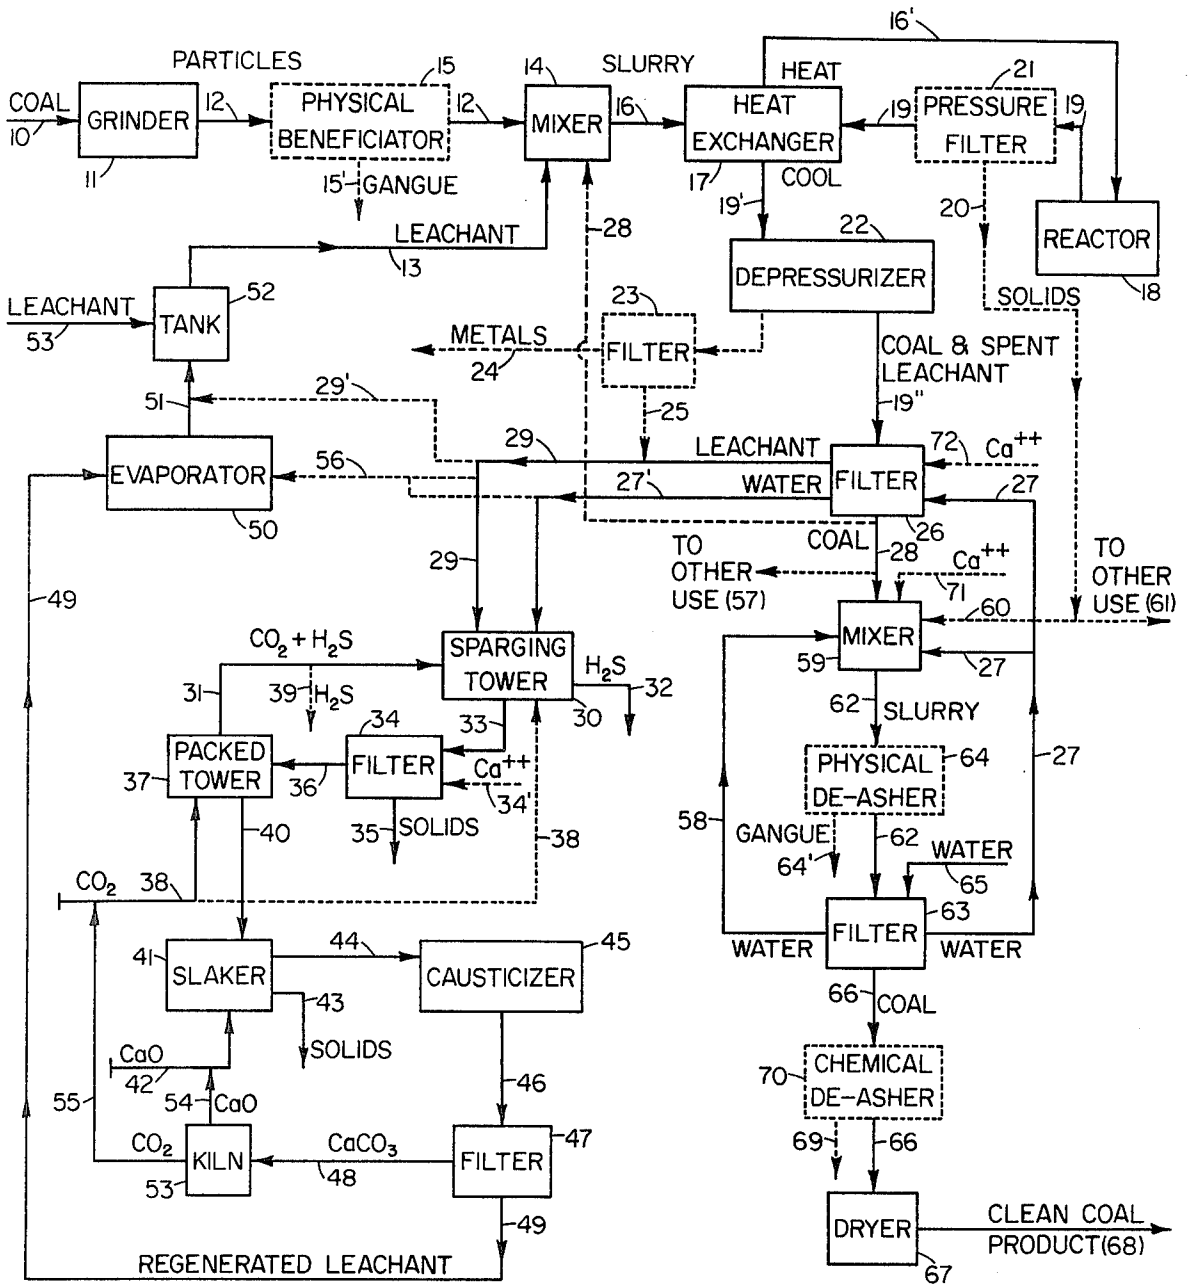 16'
PARTICLES
15
14
SLURRY
HEAT
21
COAL
10
GRINDER
11
12
PHYSICAL
BENEFICIATOR
12
MIXER
16
HEAT
EXCHANGER
17
19
PRESSURE
FILTER
19
15'
GANGUE
COOL
19'
20
REACTOR
18
LEACHANT
13
28
22
DEPRESSURIZER
LEACHANT
53
TANK
52
23
SOLIDS
METALS
24
FILTER
COAL & SPENT
LEACHANT
29'
51
25
19"
EVAPORATOR
50
56
29
LEACHANT
27'
WATER
FILTER
26
72
Ca++
27
29
COAL
28
TO
OTHER
USE (57)
Ca++
71
TO
OTHER
USE (61)
49
60
MIXER
59
27
CO2 + H2S
31
39
H2S
SPARGING
TOWER
30
H2S
32
33
62
SLURRY
34
PACKED
TOWER
37
36
FILTER
Ca++
34'
PHYSICAL
DE-ASHER
64
27
40
35
SOLIDS
38
58
GANGUE
64'
62
WATER
65
CO2
38
FILTER
63
WATER
WATER
41
SLAKER
44
CAUSTICIZER
45
43
SOLIDS
66
COAL
CaO
42
46
CHEMICAL
DE-ASHER
70
55
54
CaO
CO2
KILN
53
CaCO3
48
FILTER
47
69
66
49
REGENERATED LEACHANT
DRYER
67
CLEAN COAL
PRODUCT (68)